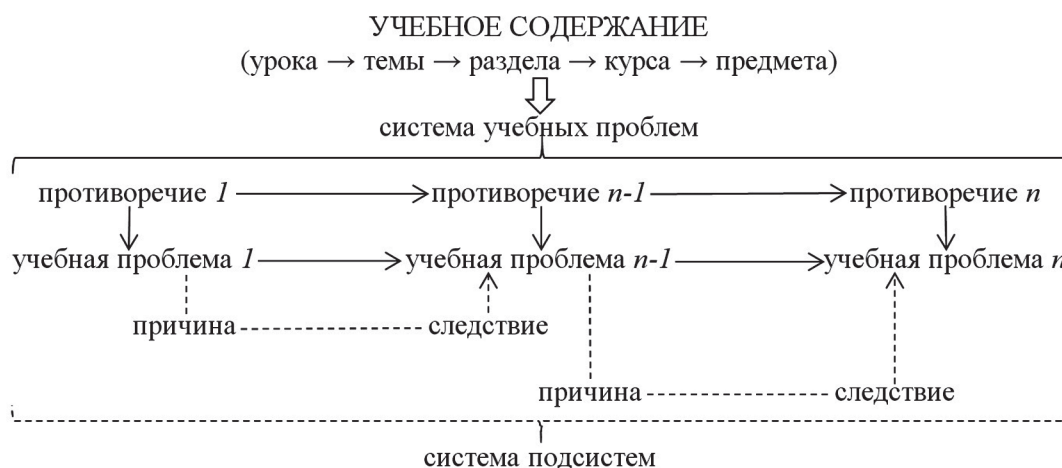 УЧЕБНОЕ СОДЕРЖАНИЕ
(урока → темы → раздела → курса → предмета)
система учебных проблем
противоречие 1 противоречие n-1 противоречие n
учебная проблема 1 учебная проблема n-1 учебная проблема n
причина следствие
причина следствие
система подсистем